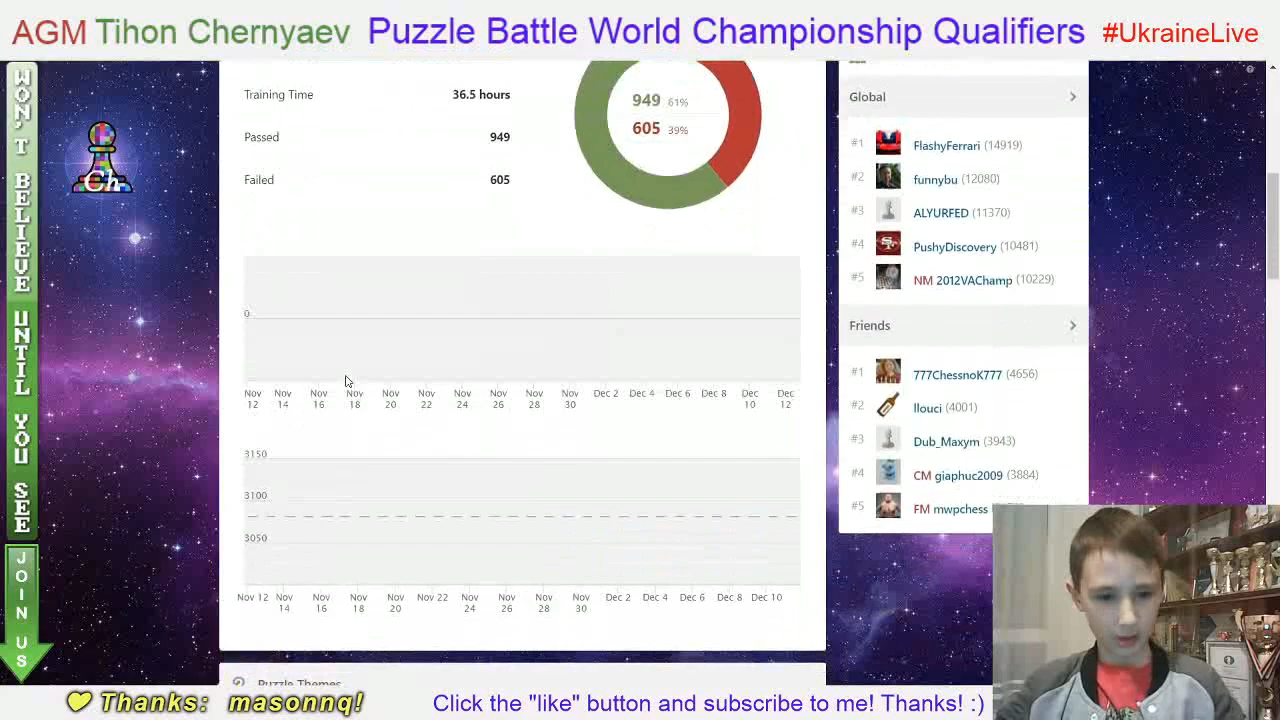 AGM Tihon Chernyaev Puzzle Battle World Championship Qualifiers #UkraineLive
WON'T BELIEVE UNTIL YOU SEE
JOIN US
Ch
Training Time 36.5 hours
Passed 949
Failed 605
949 61%
605 39%
0
Nov 12 Nov 14 Nov 16 Nov 18 Nov 20 Nov 22 Nov 24 Nov 26 Nov 28 Nov 30 Dec 2 Dec 4 Dec 6 Dec 8 Dec 10 Dec 12
3150
3100
3050
Nov 12 Nov 14 Nov 16 Nov 18 Nov 20 Nov 22 Nov 24 Nov 26 Nov 28 Nov 30 Dec 2 Dec 4 Dec 6 Dec 8 Dec 10
Puzzle Themes
Global
#1 FlashyFerrari (14919)
#2 funnybu (12080)
#3 ALYURFED (11370)
#4 PushyDiscovery (10481)
#5 NM 2012VAChamp (10229)
Friends
#1 777ChessnoK777 (4656)
#2 llouci (4001)
#3 Dub_Maxym (3943)
#4 CM giaphuc2009 (3884)
#5 FM mwpchess
Thanks: masonnq!
Click the "like" button and subscribe to me! Thanks! :)